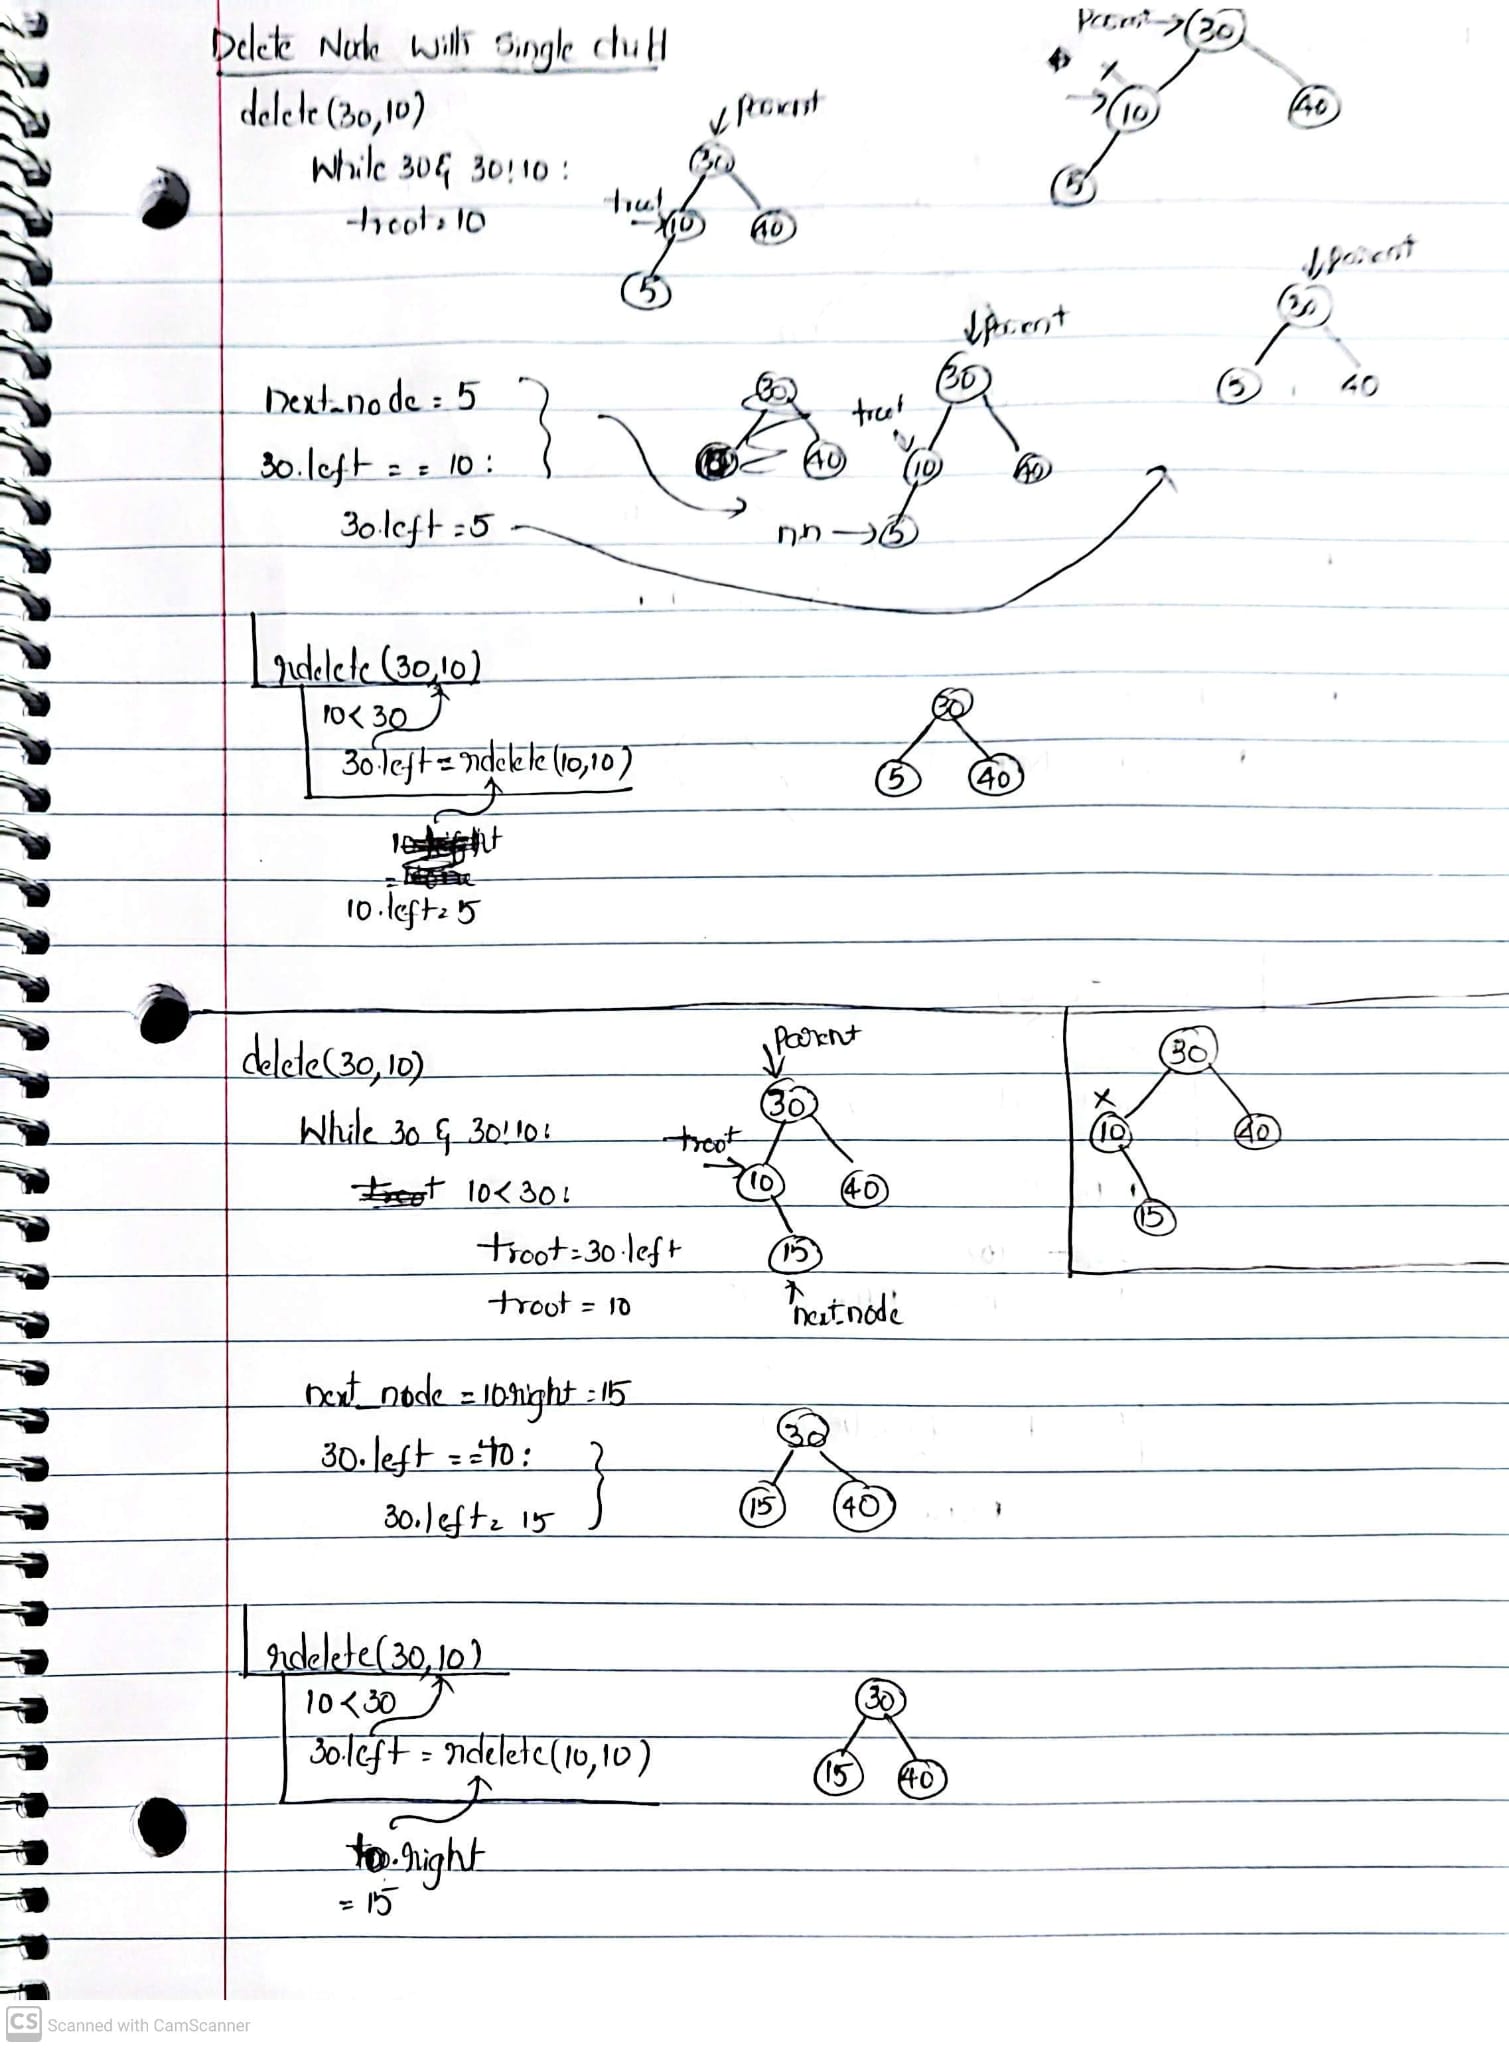 Delete Node with Single child
Parent → 30
delete(30,10)
↓ Parent
× → 10
40
While 30 & 30!10 :
30
troot
5
troot = 10
→ 10
40
5
↓ Parent
30
5
40
↓ Parent
next_node = 5
30
30
troot
30.left == 10 :
40
10
40
30.left = 5
nn → 5
rdelete(30,10)
10 < 30
30
30.left = rdelete(10,10)
5
40
10.left = 5
delete(30,10)
↓ Parent
30
30
While 30 & 30!10:
troot
×
10
40
10 < 30:
10
40
15
troot = 30.left
15
troot = 10
nextnode
next_node = 10.right = 15
30
30.left == 10 :
30.left = 15
15
40
rdelete(30,10)
10 < 30
30
30.left = rdelete(10,10)
15
40
10.right
= 15
CS Scanned with CamScanner